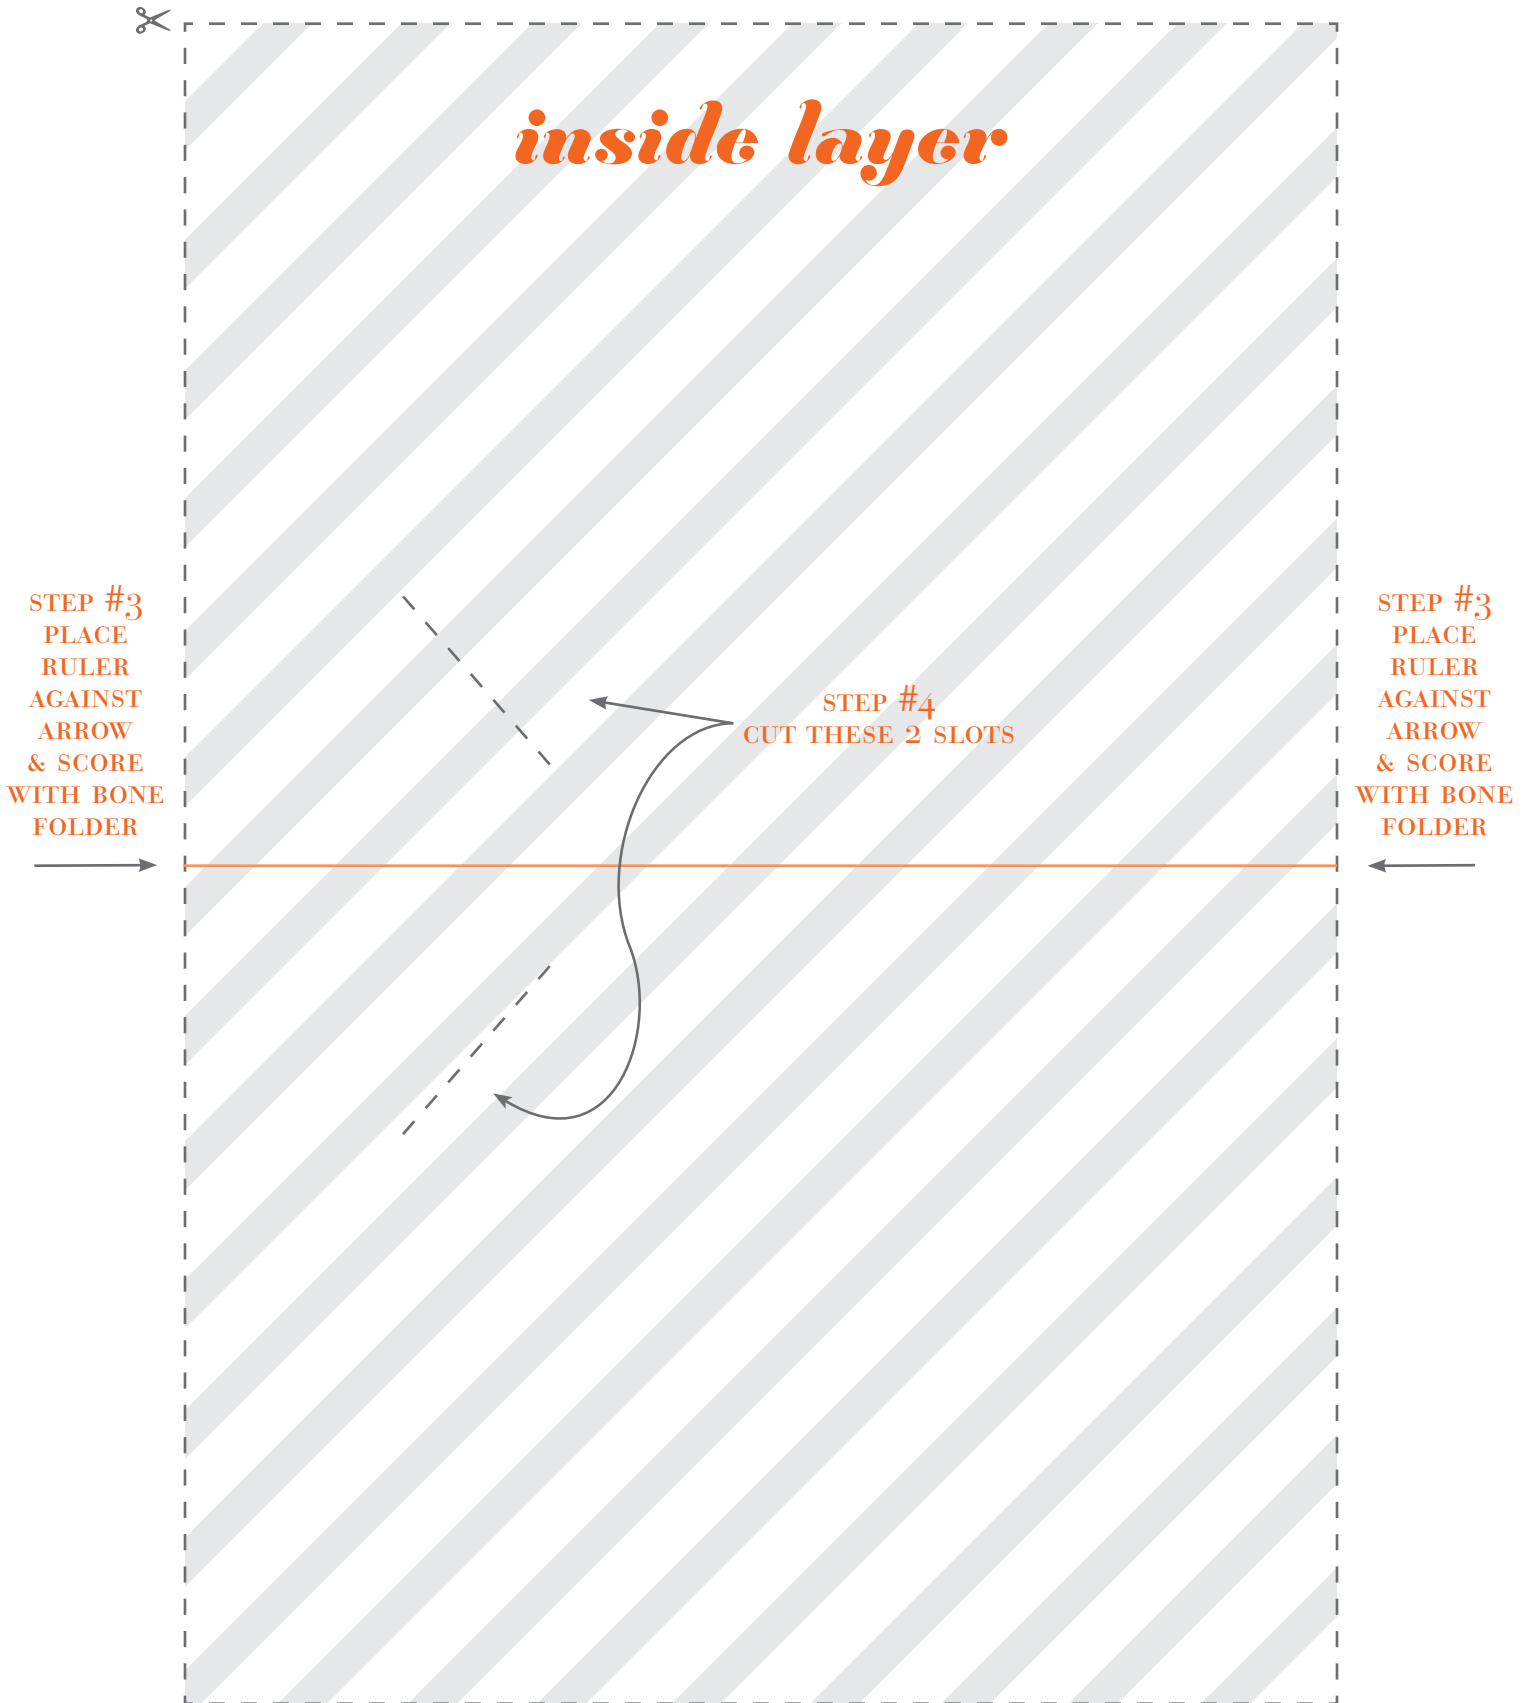 inside layer
STEP #3
PLACE
RULER
AGAINST
ARROW
& SCORE
WITH BONE
FOLDER
STEP #4
CUT THESE 2 SLOTS
STEP #3
PLACE
RULER
AGAINST
ARROW
& SCORE
WITH BONE
FOLDER